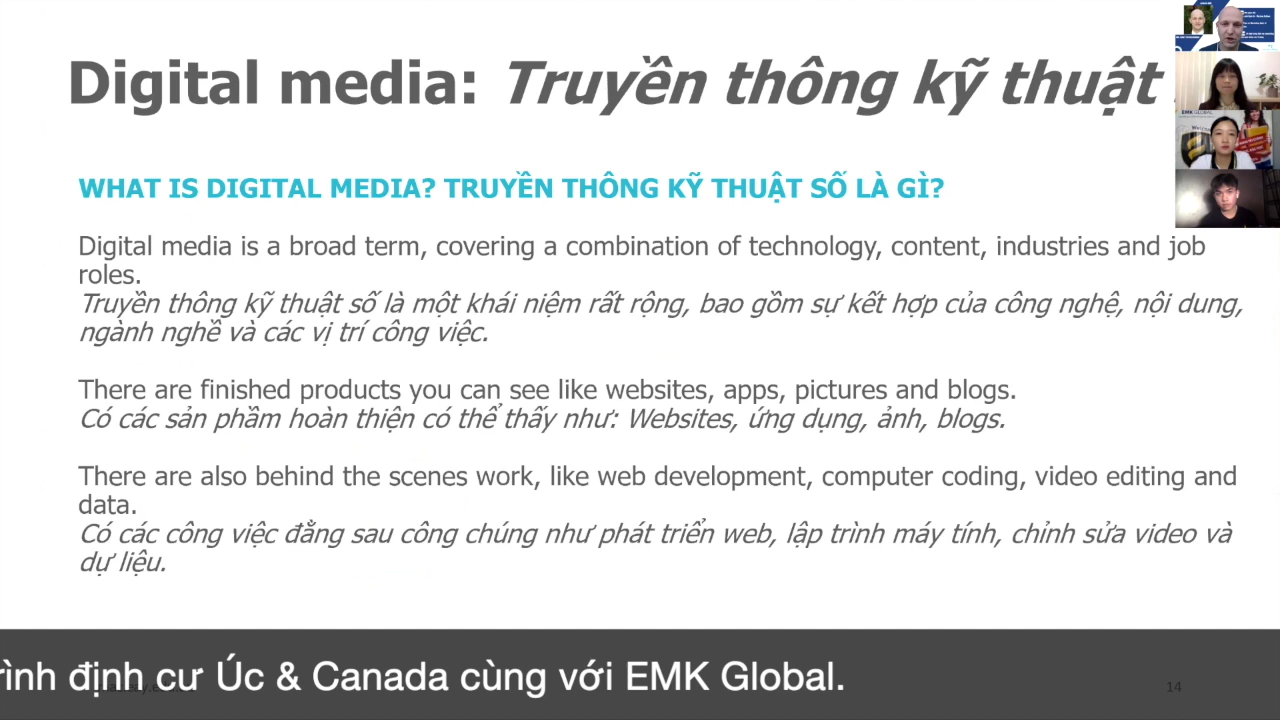 Digital media: Truyền thông kỹ thuật
WHAT IS DIGITAL MEDIA? TRUYỀN THÔNG KỸ THUẬT SỐ LÀ GÌ?
Digital media is a broad term, covering a combination of technology, content, industries and job
roles.
Truyền thông kỹ thuật số là một khái niệm rất rộng, bao gồm sự kết hợp của công nghệ, nội dung,
ngành nghề và các vị trí công việc.
There are finished products you can see like websites, apps, pictures and blogs.
Có các sản phầm hoàn thiện có thể thấy như: Websites, ứng dụng, ảnh, blogs.
There are also behind the scenes work, like web development, computer coding, video editing and
data.
Có các công việc đằng sau công chúng như phát triển web, lập trình máy tính, chỉnh sửa video và
dự liệu.
rình định cư Úc & Canada cùng với EMK Global.
14
EMK GLOBAL